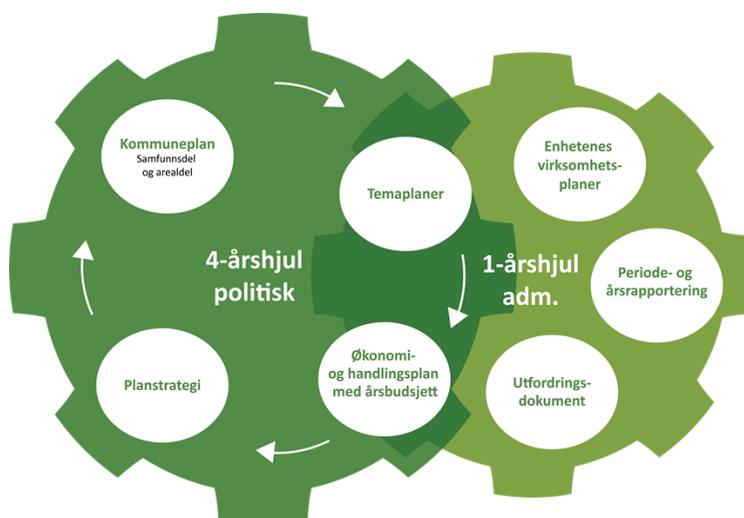 Kommuneplan
Samfunnsdel
og arealdel
Temaplaner
Enhetenes
virksomhets-
planer
4-årshjul
politisk
1-årshjul
adm.
Periode- og
årsrapportering
Planstrategi
Økonomi-
og handlingsplan
med årsbudsjett
Utfordrings-
dokument